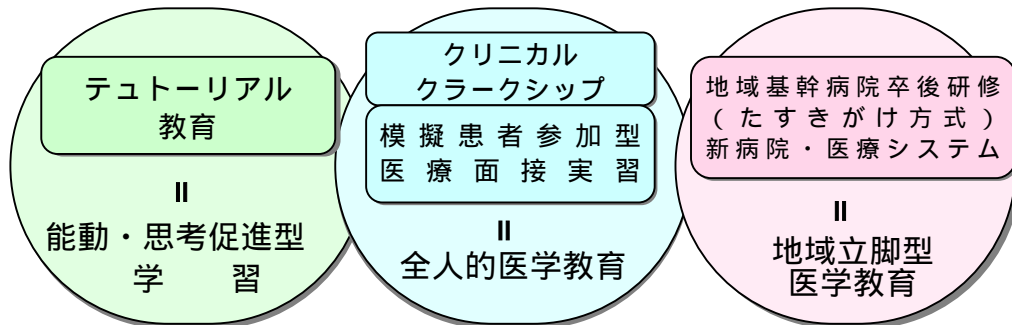 テュトーリアル
教育
＝
能動・思考促進型
学習
クリニカル
クラークシップ
模擬患者参加型
医療面接実習
＝
全人的医学教育
地域基幹病院卒後研修
(たすきがけ方式)
新病院・医療システム
＝
地域立脚型
医学教育